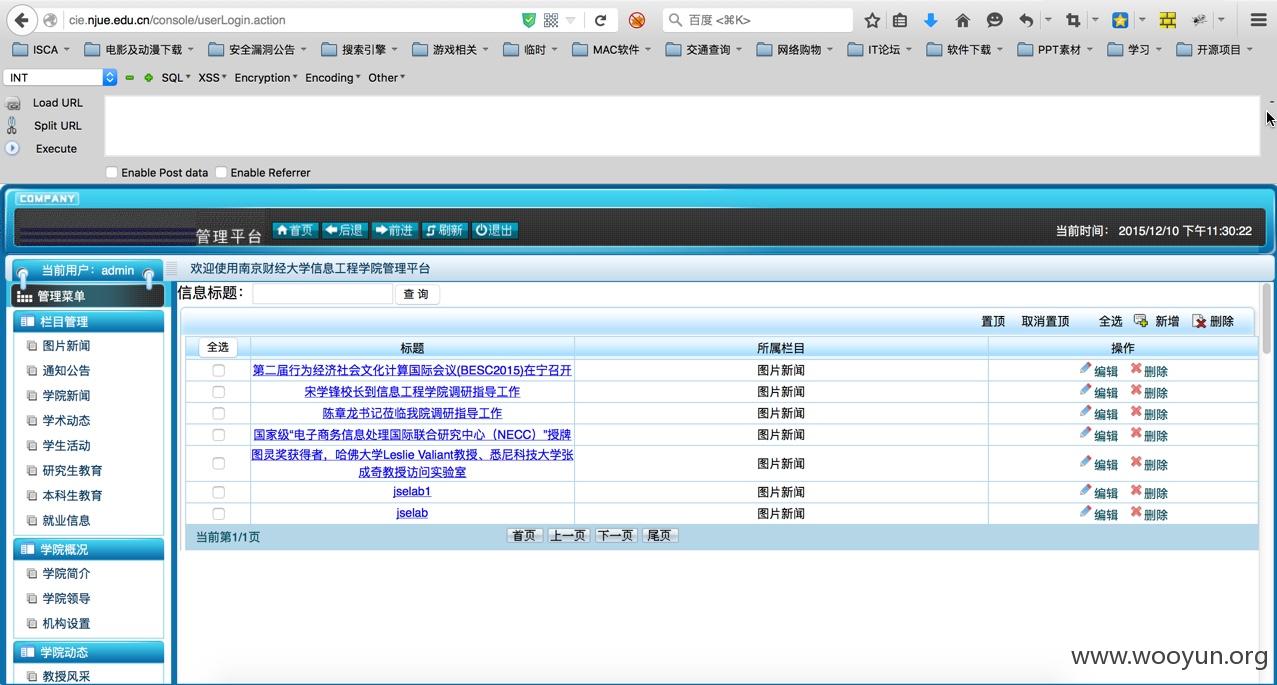 cie.njue.edu.cn/console/userLogin.action
百度 <⌘K>
ISCA 电影及动漫下载 安全漏洞公告 搜索引擎 游戏相关 临时 MAC软件 交通查询 网络购物 IT论坛 软件下载 PPT素材 学习 开源项目
INT SQL XSS Encryption Encoding Other
Load URL
Split URL
Execute
Enable Post data Enable Referrer
COMPANY
管理平台 首页 后退 前进 刷新 退出 当前时间： 2015/12/10 下午11:30:22
当前用户：admin 欢迎使用南京财经大学信息工程学院管理平台
管理菜单
信息标题： 查 询
栏目管理
置顶 取消置顶 全选 新增 删除
图片新闻
通知公告
学院新闻
学术动态
学生活动
研究生教育
本科生教育
就业信息
学院概况
学院简介
学院领导
机构设置
学院动态
教授风采
全选 标题 所属栏目 操作
第二届行为经济社会文化计算国际会议(BESC2015)在宁召开 图片新闻 编辑 删除
宋学锋校长到信息工程学院调研指导工作 图片新闻 编辑 删除
陈章龙书记莅临我院调研指导工作 图片新闻 编辑 删除
国家级“电子商务信息处理国际联合研究中心（NECC）”授牌 图片新闻 编辑 删除
图灵奖获得者，哈佛大学Leslie Valiant教授、悉尼科技大学张
成奇教授访问实验室 图片新闻 编辑 删除
jselab1 图片新闻 编辑 删除
jselab 图片新闻 编辑 删除
当前第1/1页 首页 上一页 下一页 尾页
www.wooyun.org